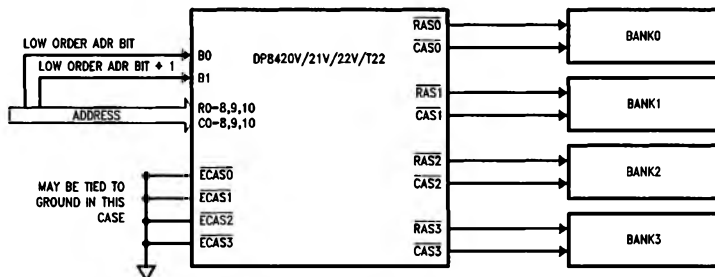 LOW ORDER ADR BIT
LOW ORDER ADR BIT + 1
ADDRESS
MAY BE TIED TO
GROUND IN THIS
CASE
B0
B1
R0-8,9,10
C0-8,9,10
ECAS0
ECAS1
ECAS2
ECAS3
DP8420V/21V/22V/T22
RAS0
CAS0
RAS1
CAS1
RAS2
CAS2
RAS3
CAS3
BANK0
BANK1
BANK2
BANK3